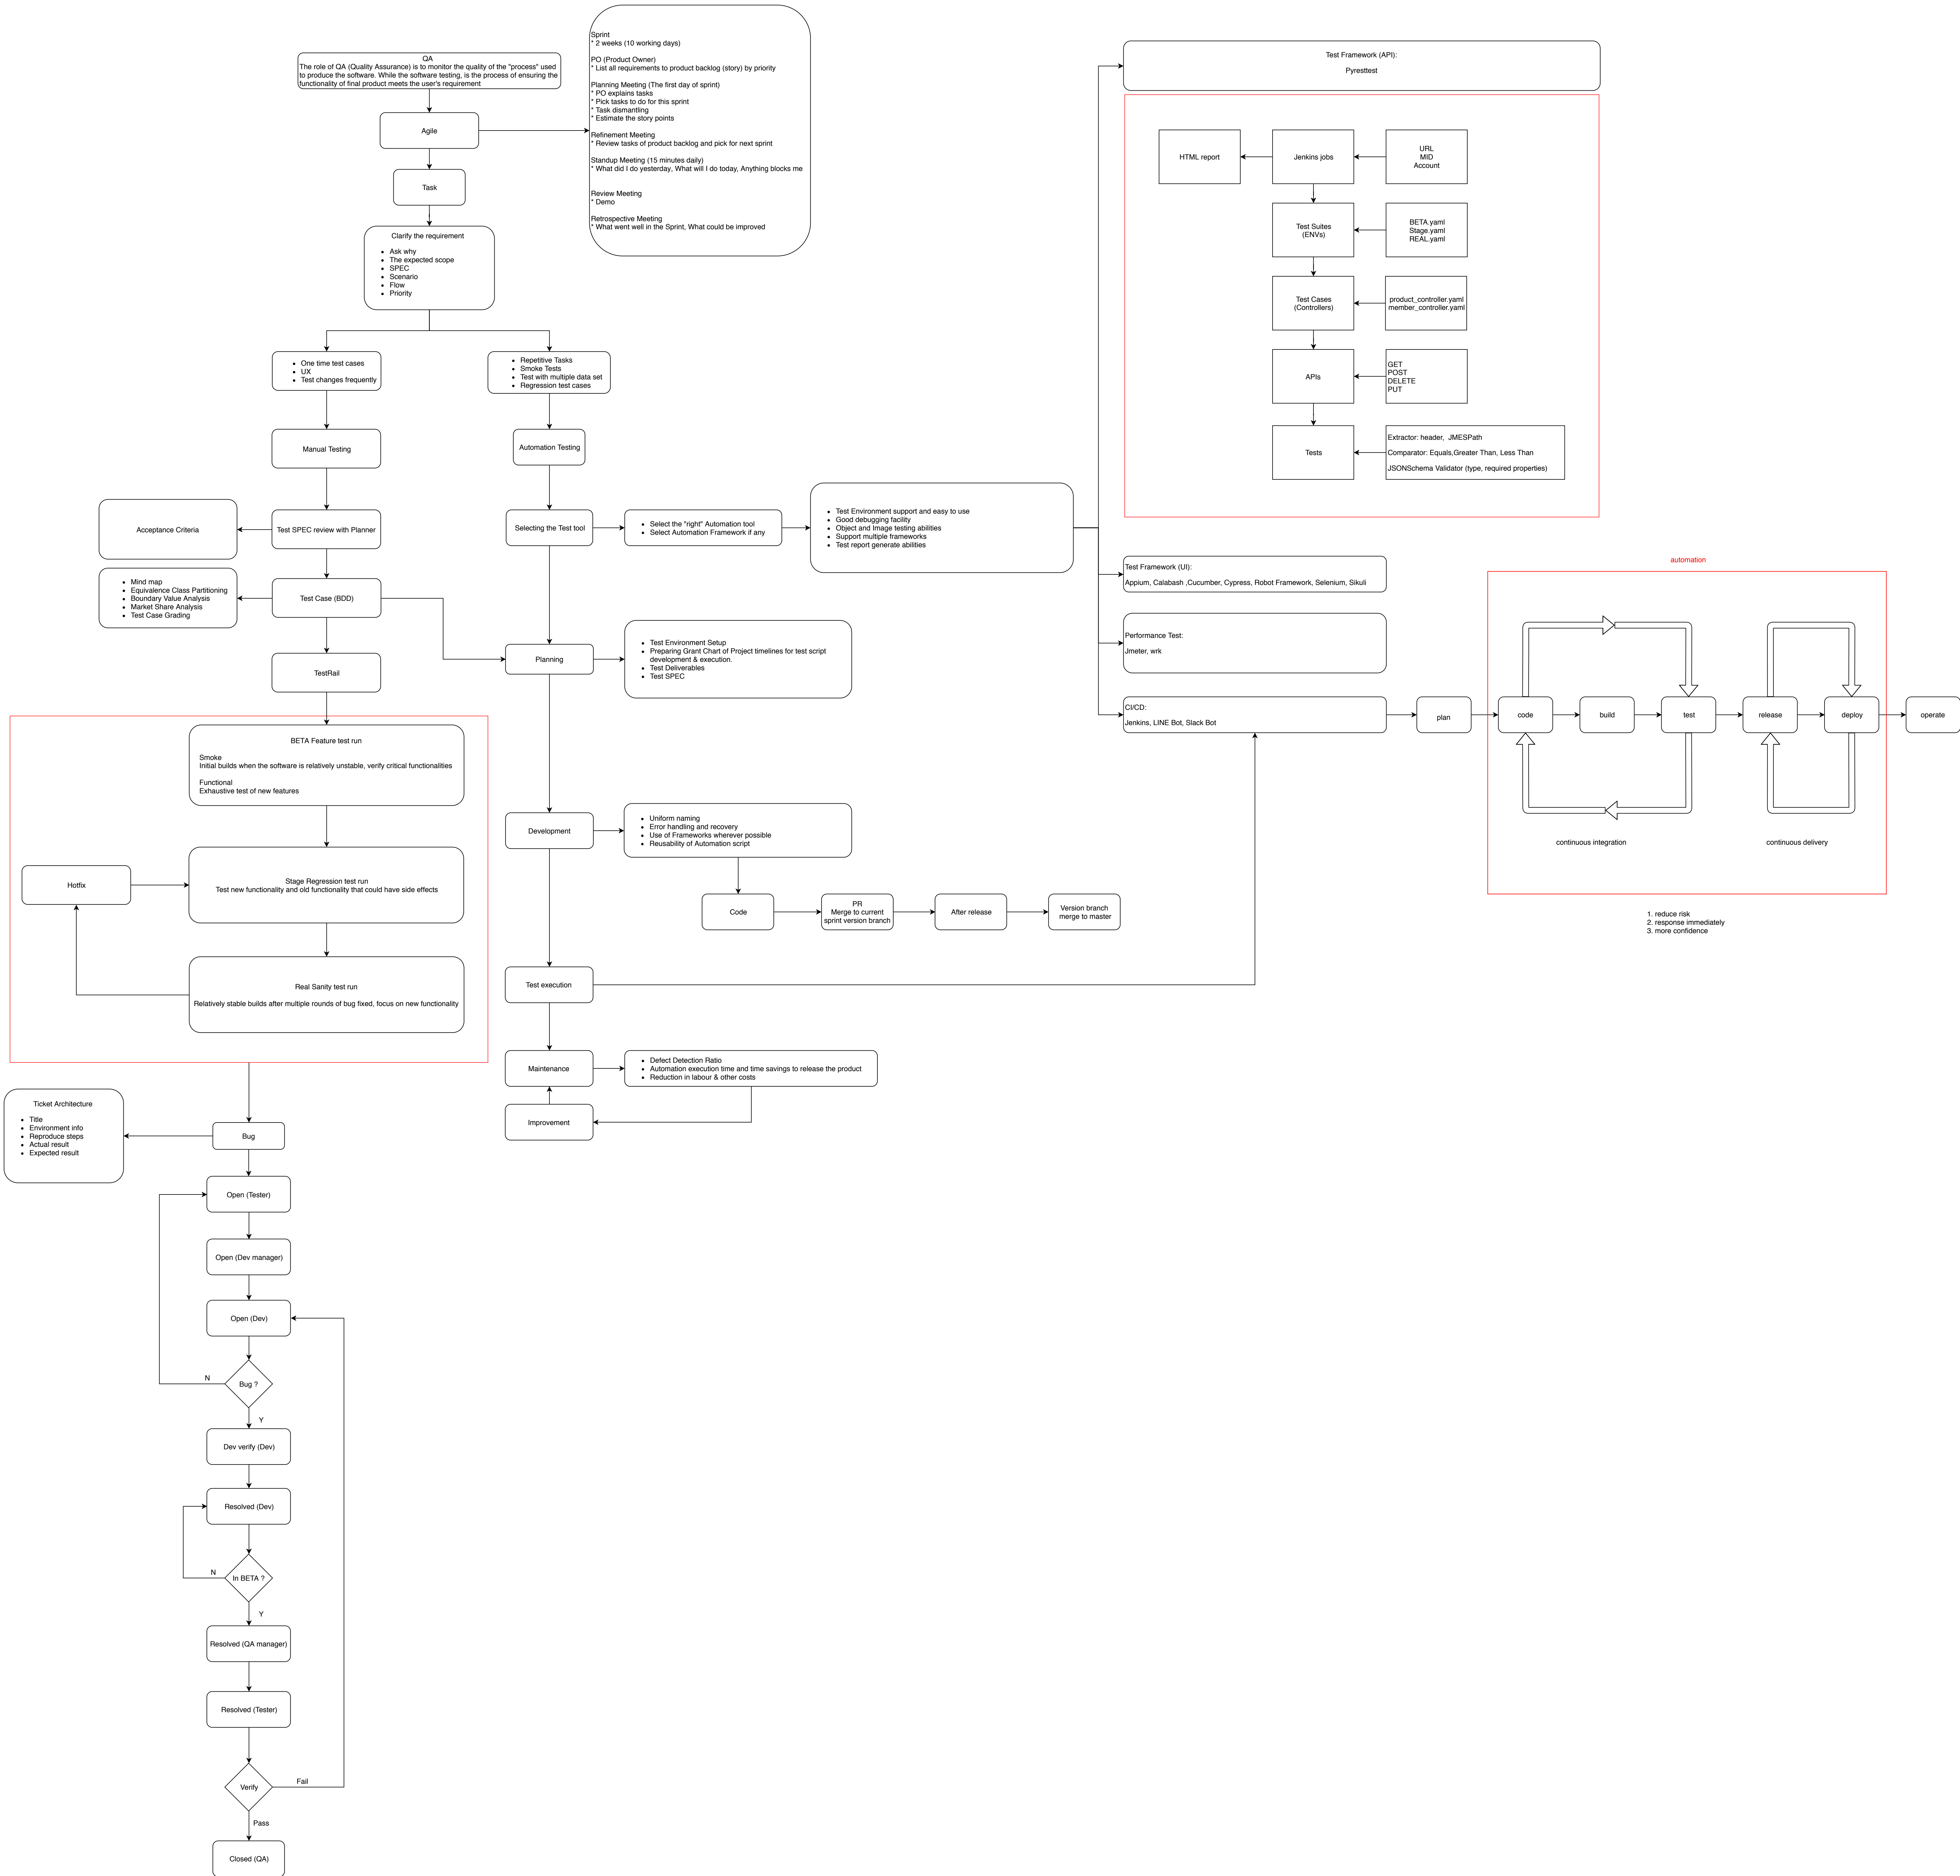 QA
The role of QA (Quality Assurance) is to monitor the quality of the "process" used
to produce the software. While the software testing, is the process of ensuring the
functionality of final product meets the user's requirement
Agile
Sprint
* 2 weeks (10 working days)
PO (Product Owner)
* List all requirements to product backlog (story) by priority
Planning Meeting (The first day of sprint)
* PO explains tasks
* Pick tasks to do for this sprint
* Task dismantling
* Estimate the story points
Refinement Meeting
* Review tasks of product backlog and pick for next sprint
Standup Meeting (15 minutes daily)
* What did I do yesterday, What will I do today, Anything blocks me
Review Meeting
* Demo
Retrospective Meeting
* What went well in the Sprint, What could be improved
Task
Clarify the requirement
• Ask why
• The expected scope
• SPEC
• Scenario
• Flow
• Priority
• One time test cases
• UX
• Test changes frequently
Manual Testing
Test SPEC review with Planner
Acceptance Criteria
Test Case (BDD)
• Mind map
• Equivalence Class Partitioning
• Boundary Value Analysis
• Market Share Analysis
• Test Case Grading
TestRail
BETA Feature test run
Smoke
Initial builds when the software is relatively unstable, verify critical functionalities
Functional
Exhaustive test of new features
Hotfix
Stage Regression test run
Test new functionality and old functionality that could have side effects
Real Sanity test run
Relatively stable builds after multiple rounds of bug fixed, focus on new functionality
Bug
Ticket Architecture
• Title
• Environment info
• Reproduce steps
• Actual result
• Expected result
Open (Tester)
Open (Dev manager)
Open (Dev)
Bug ?
N
Y
Dev verify (Dev)
Resolved (Dev)
In BETA ?
N
Y
Resolved (QA manager)
Resolved (Tester)
Verify
Fail
Pass
Closed (QA)
• Repetitive Tasks
• Smoke Tests
• Test with multiple data set
• Regression test cases
Automation Testing
Selecting the Test tool
• Select the "right" Automation tool
• Select Automation Framework if any
• Test Environment support and easy to use
• Good debugging facility
• Object and Image testing abilities
• Support multiple frameworks
• Test report generate abilities
Planning
• Test Environment Setup
• Preparing Grant Chart of Project timelines for test script
development & execution.
• Test Deliverables
• Test SPEC
Development
• Uniform naming
• Error handling and recovery
• Use of Frameworks wherever possible
• Reusability of Automation script
Code
PR
Merge to current
sprint version branch
After release
Version branch
merge to master
Test execution
Maintenance
• Defect Detection Ratio
• Automation execution time and time savings to release the product
• Reduction in labour & other costs
Improvement
Test Framework (API):
Pyresttest
HTML report
Jenkins jobs
URL
MID
Account
Test Suites
(ENVs)
BETA.yaml
Stage.yaml
REAL.yaml
Test Cases
(Controllers)
product_controller.yaml
member_controller.yaml
APIs
GET
POST
DELETE
PUT
Tests
Extractor: header, JMESPath
Comparator: Equals,Greater Than, Less Than
JSONSchema Validator (type, required properties)
Test Framework (UI):
Appium, Calabash ,Cucumber, Cypress, Robot Framework, Selenium, Sikuli
Performance Test:
Jmeter, wrk
CI/CD:
Jenkins, LINE Bot, Slack Bot
plan
automation
code
build
test
release
deploy
operate
continuous integration
continuous delivery
1. reduce risk
2. response immediately
3. more confidence